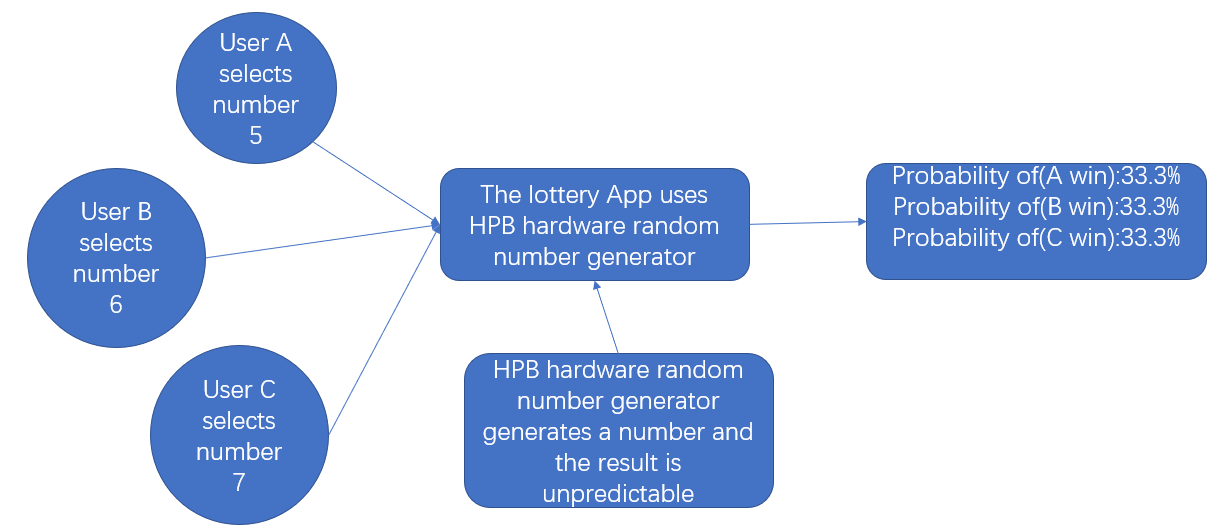 User A
selects
number
5
User B
selects
number
6
User C
selects
number
7
The lottery App uses
HPB hardware random
number generator
HPB hardware random
number generator
generates a number and
the result is
unpredictable
Probability of(A win):33.3%
Probability of(B win):33.3%
Probability of(C win):33.3%